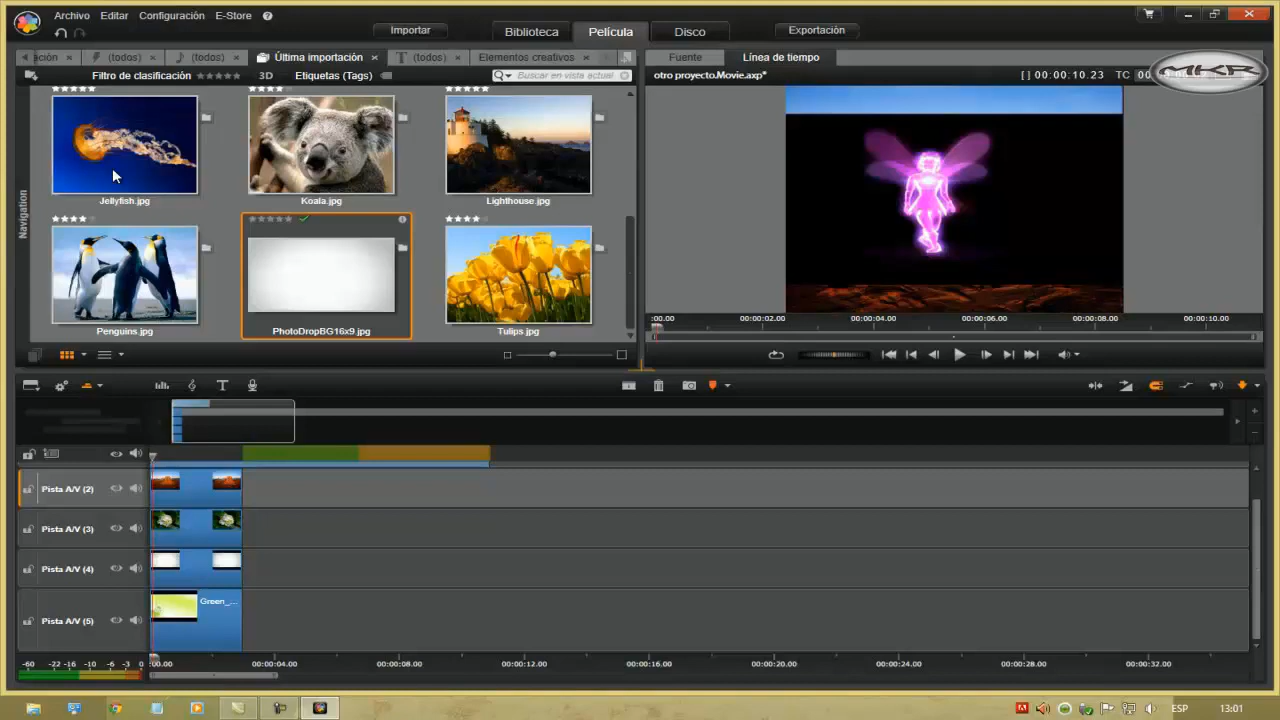 Archivo Editar Configuración E-Store ?
Importar Biblioteca Película Disco Exportación
ción (todos) (todos) Última importación (todos) Elementos creativos Fuente Línea de tiempo
Filtro de clasificación 3D Etiquetas (Tags) Buscar en vista actual
otro proyecto.Movie.axp* [ ] 00:00:10.23 TC
MKR
Jellyfish.jpg Koala.jpg Lighthouse.jpg
Navigation
Penguins.jpg PhotoDropBG16x9.jpg Tulips.jpg
:00.00 00:00:02.00 00:00:04.00 00:00:06.00 00:00:08.00 00:00:10.00
Pista A/V (2)
Pista A/V (3)
Pista A/V (4)
Green_...
Pista A/V (5)
-60 -22 -16 -10 -6 -3 0 :00.00 00:00:04.00 00:00:08.00 00:00:12.00 00:00:16.00 00:00:20.00 00:00:24.00 00:00:28.00 00:00:32.00
ESP 13:01